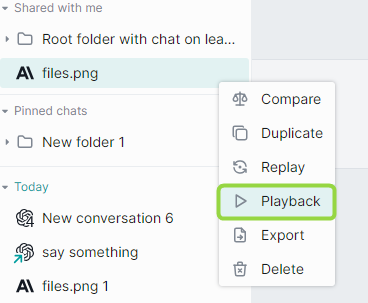 Shared with me
Root folder with chat on lea...
files.png
Compare
Pinned chats
Duplicate
New folder 1
Replay
Today
Playback
New conversation 6
Export
say something
Delete
files.png 1